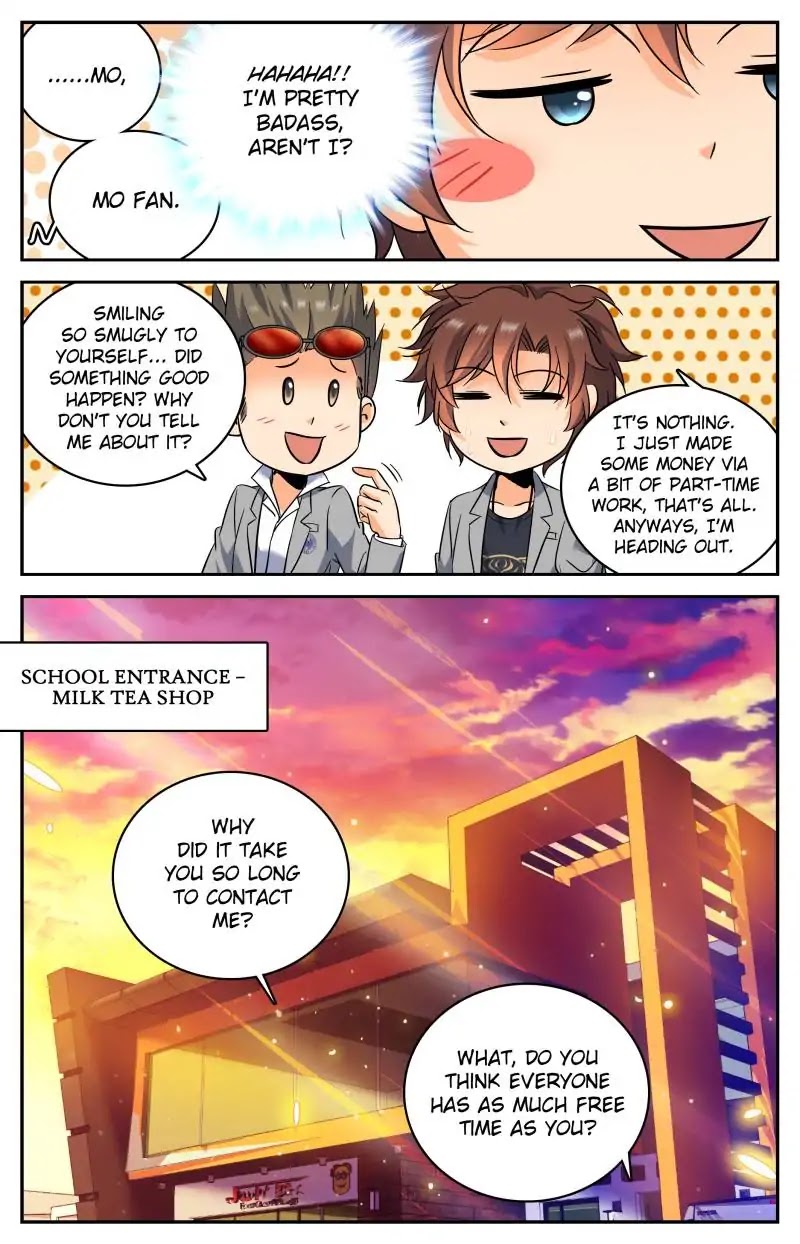 ......MO,
MO FAN.
HAHAHA!!
I'M PRETTY
BADASS,
AREN'T I?
SMILING
SO SMUGLY TO
YOURSELF... DID
SOMETHING GOOD
HAPPEN? WHY
DON'T YOU TELL
ME ABOUT IT?
IT'S NOTHING.
I JUST MADE
SOME MONEY VIA
A BIT OF PART-TIME
WORK, THAT'S ALL.
ANYWAYS, I'M
HEADING OUT.
SCHOOL ENTRANCE –
MILK TEA SHOP
WHY
DID IT TAKE
YOU SO LONG
TO CONTACT
ME?
WHAT, DO YOU
THINK EVERYONE
HAS AS MUCH FREE
TIME AS YOU?